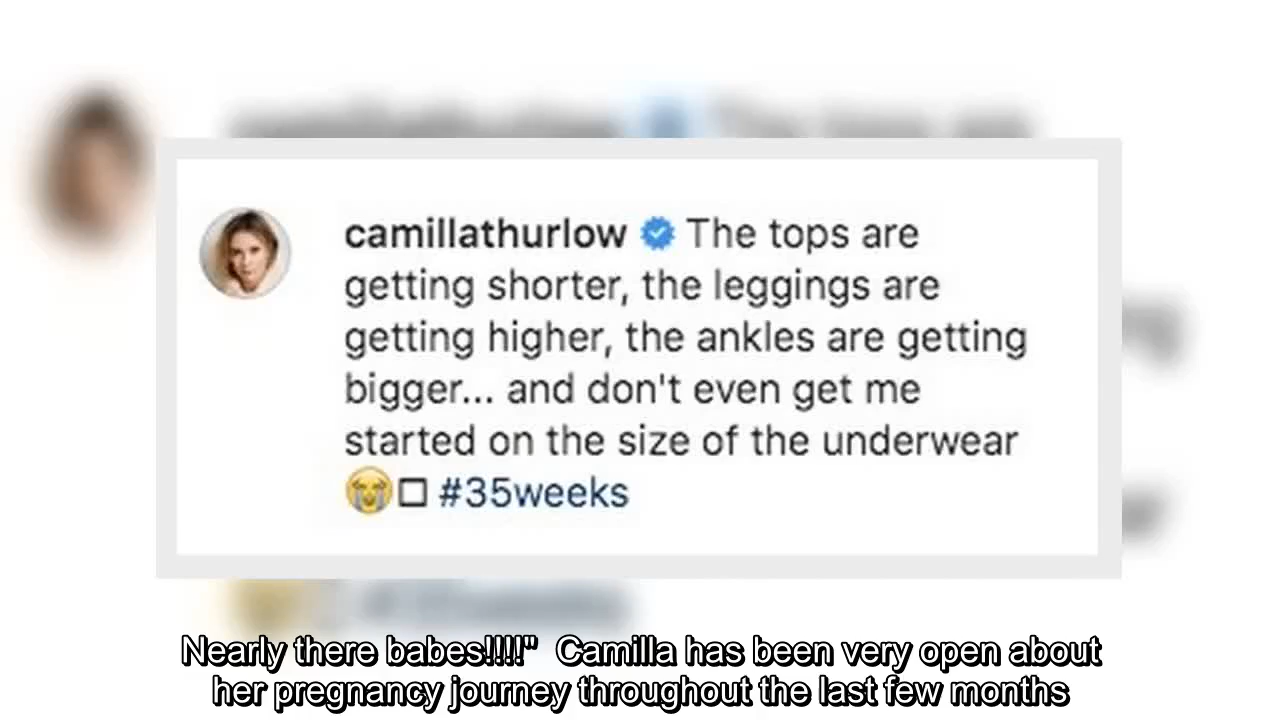 camillathurlow The tops are
getting shorter, the leggings are
getting higher, the ankles are getting
bigger... and don't even get me
started on the size of the underwear
😭□ #35weeks
Nearly there babes!!!!" Camilla has been very open about
her pregnancy journey throughout the last few months